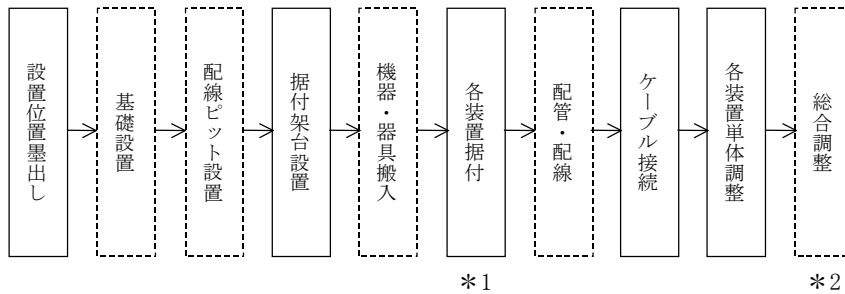 設置位置墨出し
基礎設置
配線ピット設置
据付架台設置
機器・器具搬入
各装置据付
配管・配線
ケーブル接続
各装置単体調整
総合調整
＊1
＊2